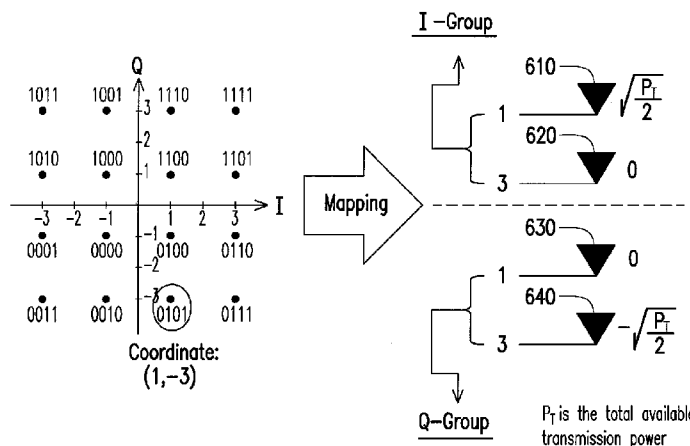 Q
1011 1001 1110 1111
3
1010 1000 1100 1101
1
-3 -2 -1 1 2 3 I
-1
0001 0000 0100 0110
-2
-3
0011 0010 0101 0111
Coordinate:
(1,-3)
Mapping
I-Group
610
1
√(P_T/2)
620
3
0
630
1
0
640
3
-√(P_T/2)
Q-Group
P_T is the total available
transmission power